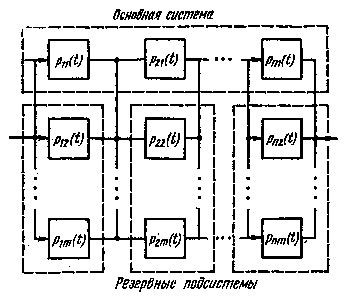 Основная система
p₁₁(t) p₂₁(t) ... pₙ₁(t)
p₁₂(t) p₂₂(t) ... pₙ₂(t)
p₁ₘ(t) p₂ₘ(t) ... pₙₘ(t)
Резервные подсистемы